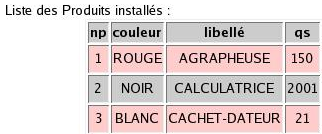 Liste des Produits installés :
np couleur libellé qs
1 ROUGE AGRAPHEUSE 150
2 NOIR CALCULATRICE 2001
3 BLANC CACHET-DATEUR 21